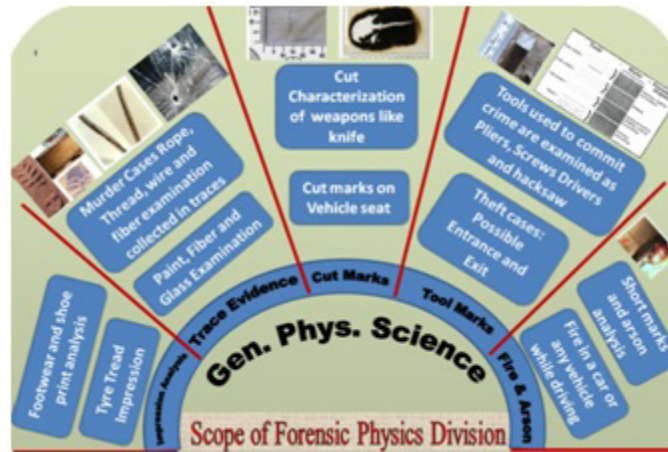 Footwear and shoe
print analysis
Tyre Tread
Impression
Impression Analysis
Murder Cases Rope,
Thread, wire and
fiber examination
collected in traces
Paint, Fiber and
Glass Examination
Trace Evidence
Cut
Characterization
of weapons like
knife
Cut marks on
Vehicle seat
Cut Marks
Tools used to commit
crime are examined as
Pliers, Screws Drivers
and hacksaw
Theft cases:
Possible
Entrance and
Exit
Tool Marks
Short marks
and arson
analysis
Fire in a car or
any vehicle
while driving
Fire & Arson
Gen. Phys. Science
Scope of Forensic Physics Division